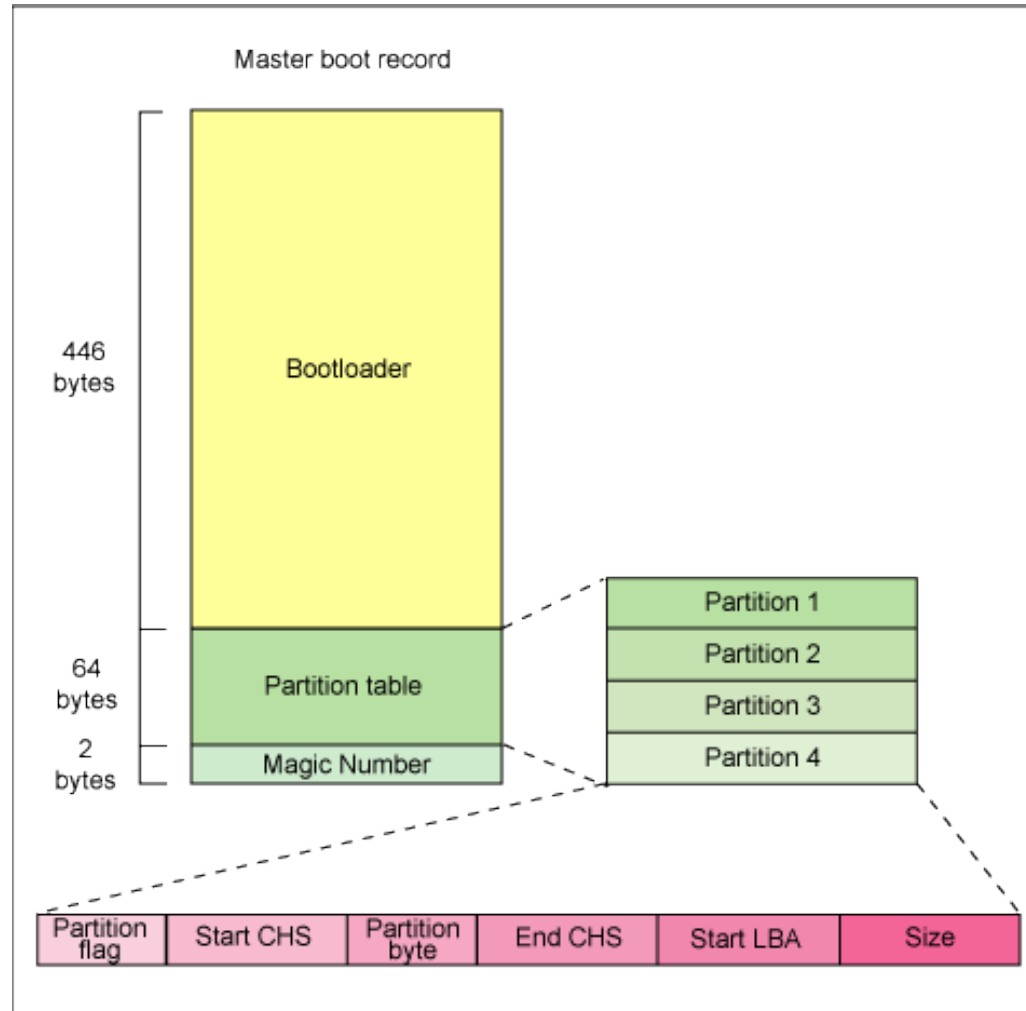 Master boot record
446
bytes
Bootloader
64
bytes
Partition table
2
bytes
Magic Number
Partition 1
Partition 2
Partition 3
Partition 4
Partition
flag
Start CHS
Partition
byte
End CHS
Start LBA
Size